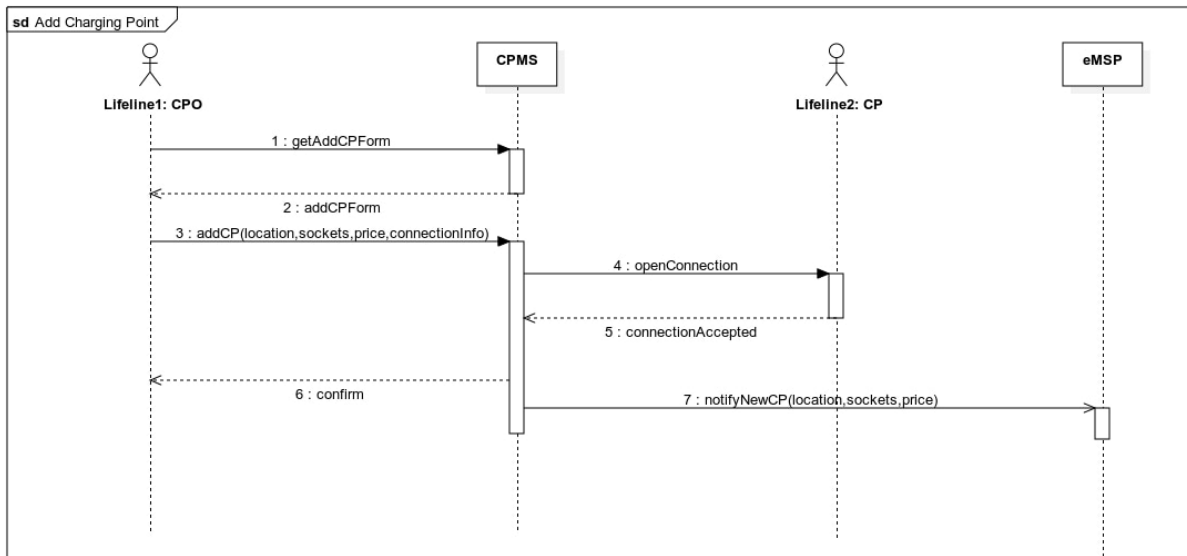 sd Add Charging Point
CPMS
eMSP
Lifeline1: CPO
Lifeline2: CP
1 : getAddCPForm
2 : addCPForm
3 : addCP(location,sockets,price,connectionInfo)
4 : openConnection
5 : connectionAccepted
6 : confirm
7 : notifyNewCP(location,sockets,price)